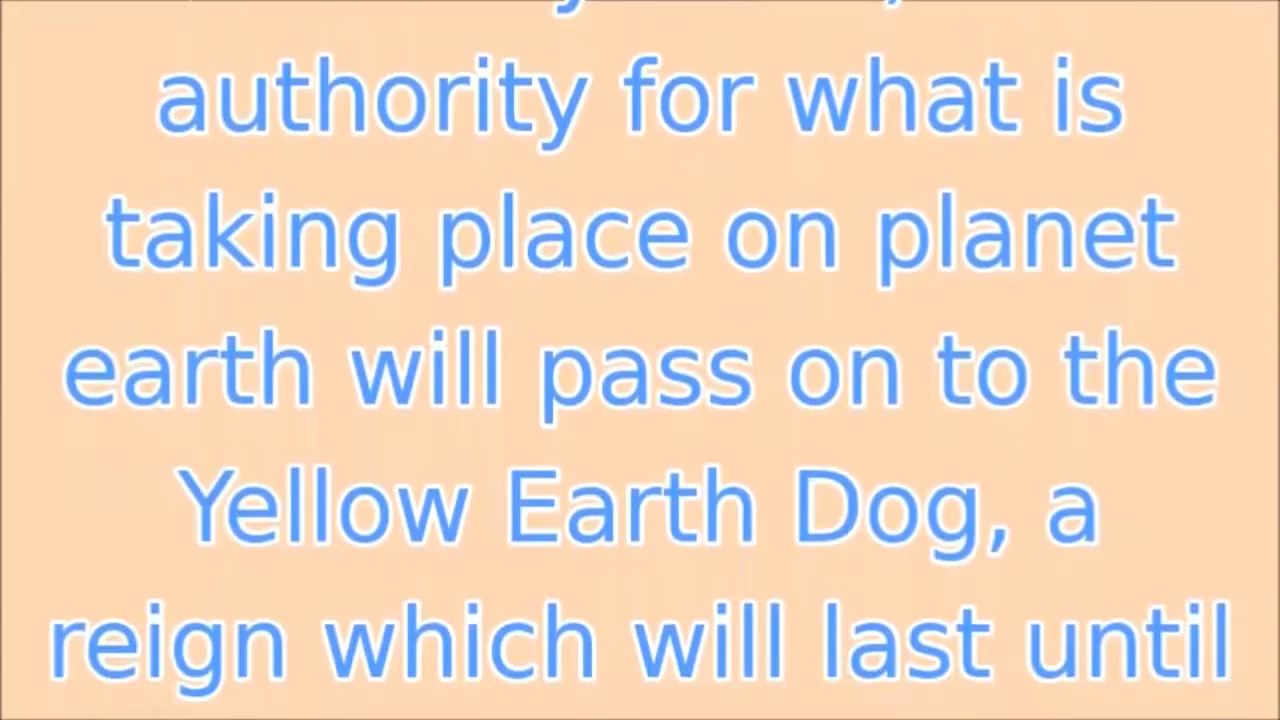 authority for what is
taking place on planet
earth will pass on to the
Yellow Earth Dog, a
reign which will last until